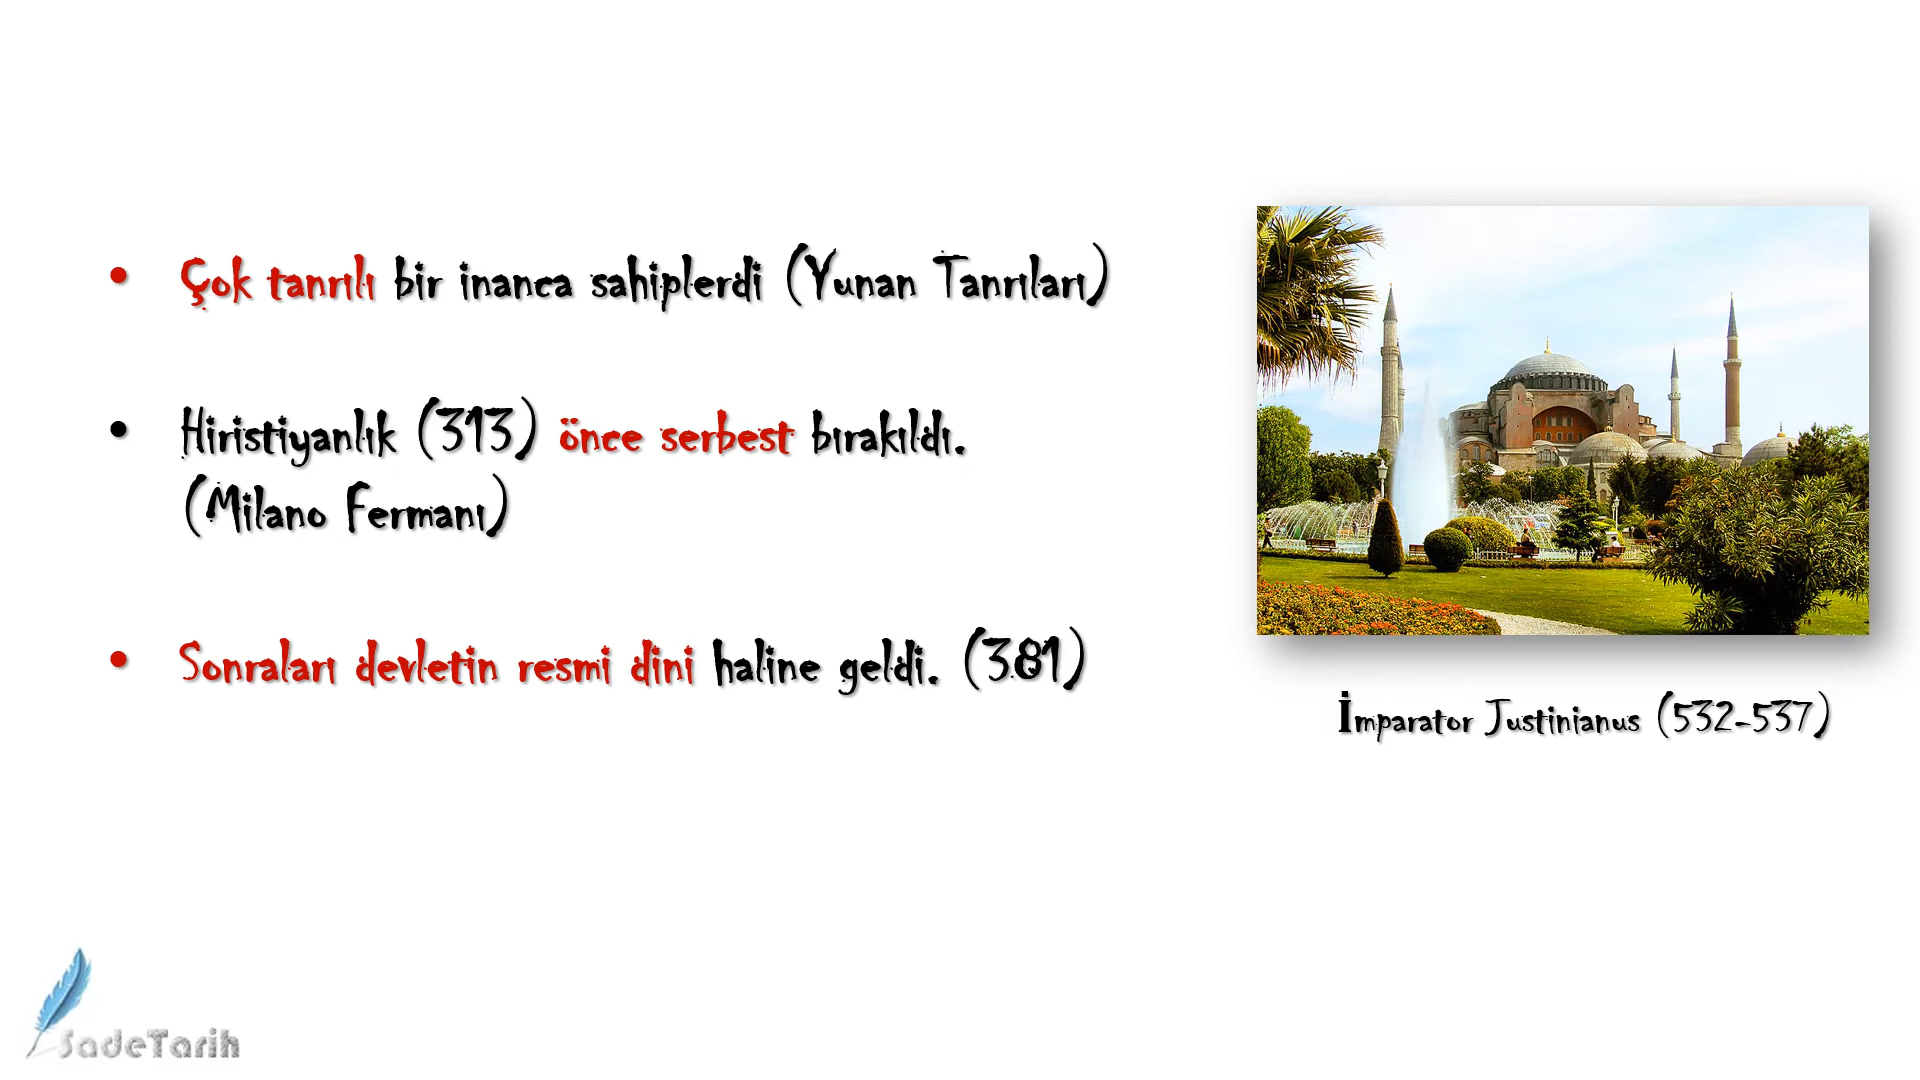 • Çok tanrılı bir inanca sahiplerdi (Yunan Tanrıları)
• Hiristiyanlık (313) önce serbest bırakıldı.
(Milano Fermanı)
• Sonraları devletin resmi dini haline geldi. (381)
İmparator Justinianus (532-537)
SadeTarih